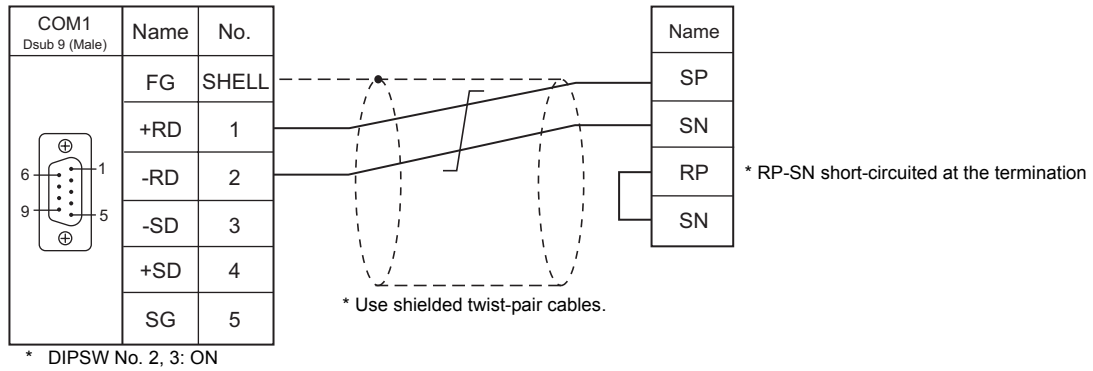 COM1
Dsub 9 (Male)
Name No.
FG SHELL
+RD 1
-RD 2
-SD 3
+SD 4
SG 5
6 1
9 5
* DIPSW No. 2, 3: ON
* Use shielded twist-pair cables.
Name
SP
SN
RP
SN
* RP-SN short-circuited at the termination